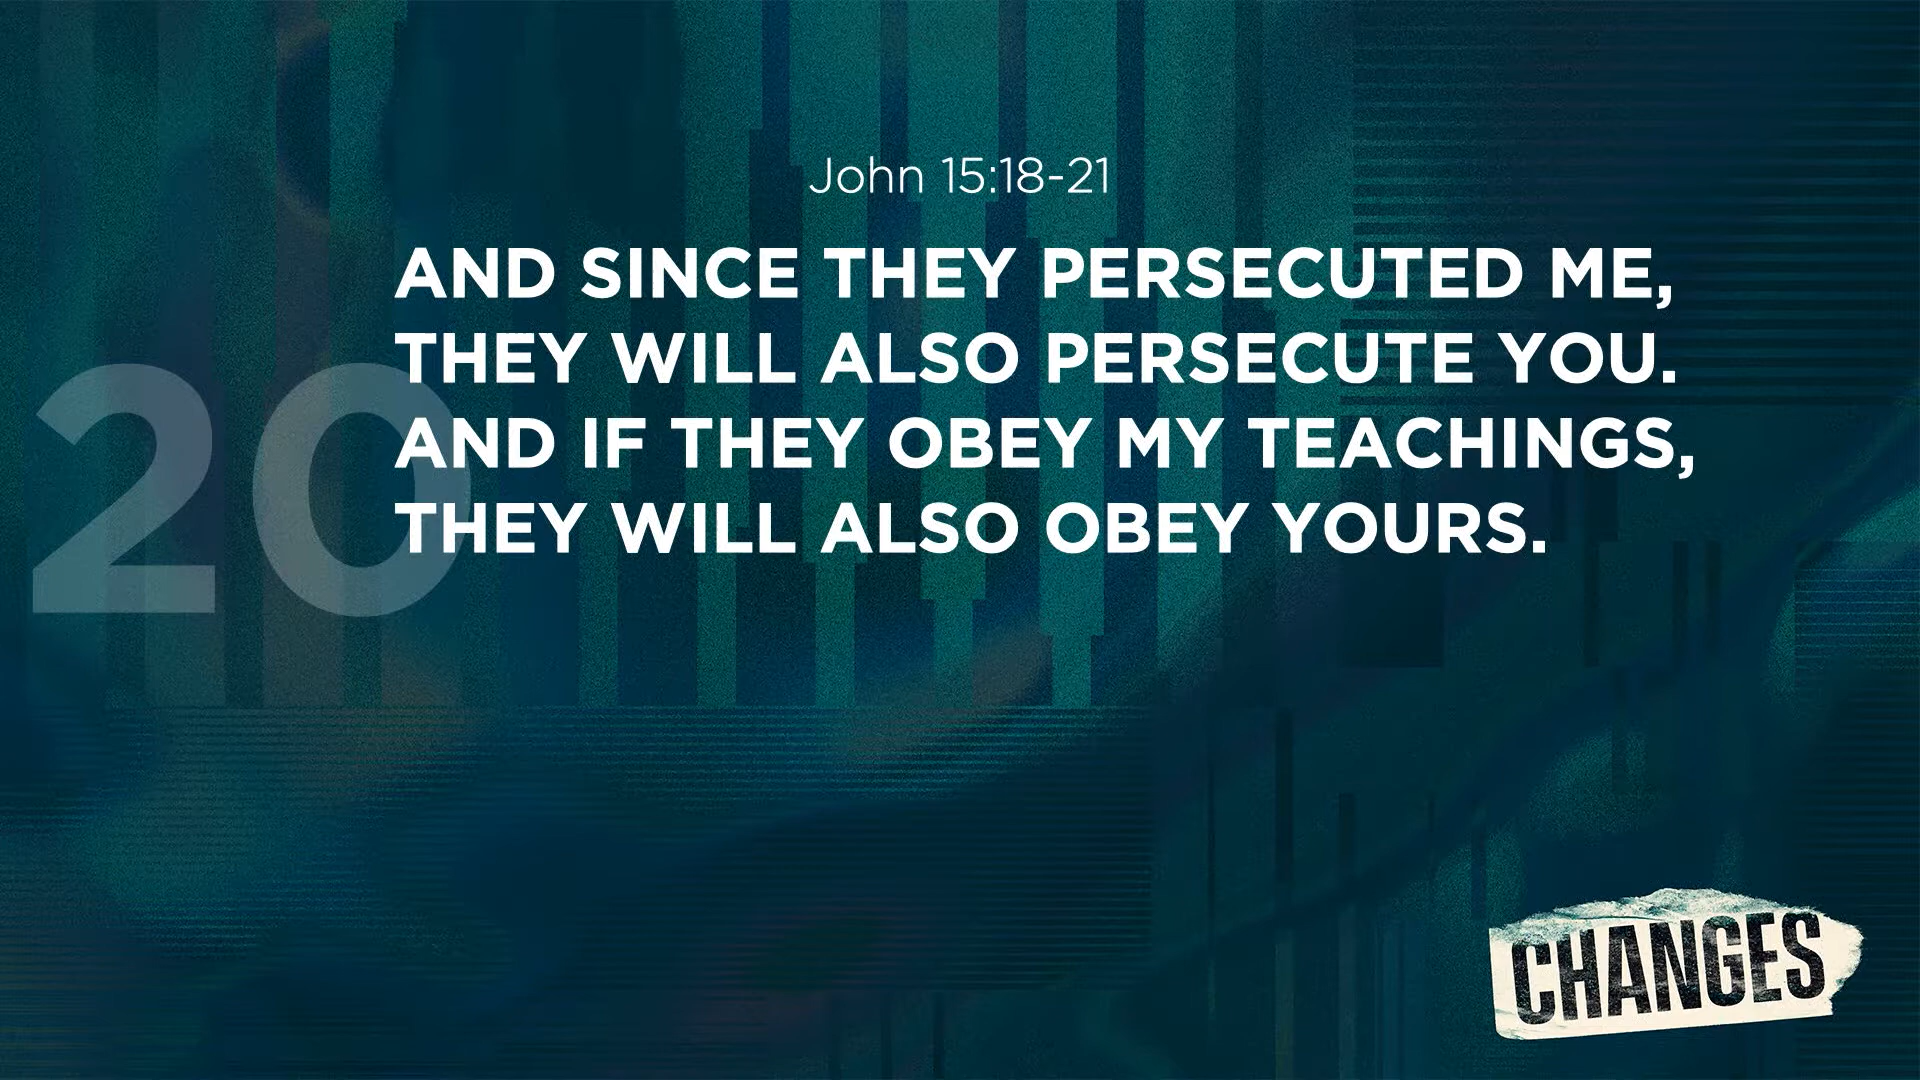 John 15:18-21
AND SINCE THEY PERSECUTED ME,
THEY WILL ALSO PERSECUTE YOU.
20
AND IF THEY OBEY MY TEACHINGS,
THEY WILL ALSO OBEY YOURS.
CHANGES